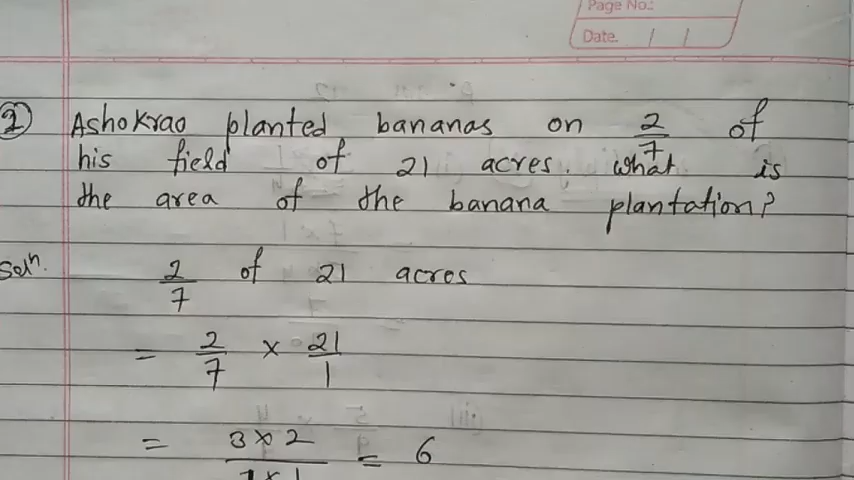 Page No.:
Date / /
2 Ashokrao planted bananas on 2/7 of
his field of 21 acres. what is
the area of the banana plantation?
Solⁿ. 2/7 of 21 acres
= 2/7 × 21/1
= 3×2/1×1 = 6